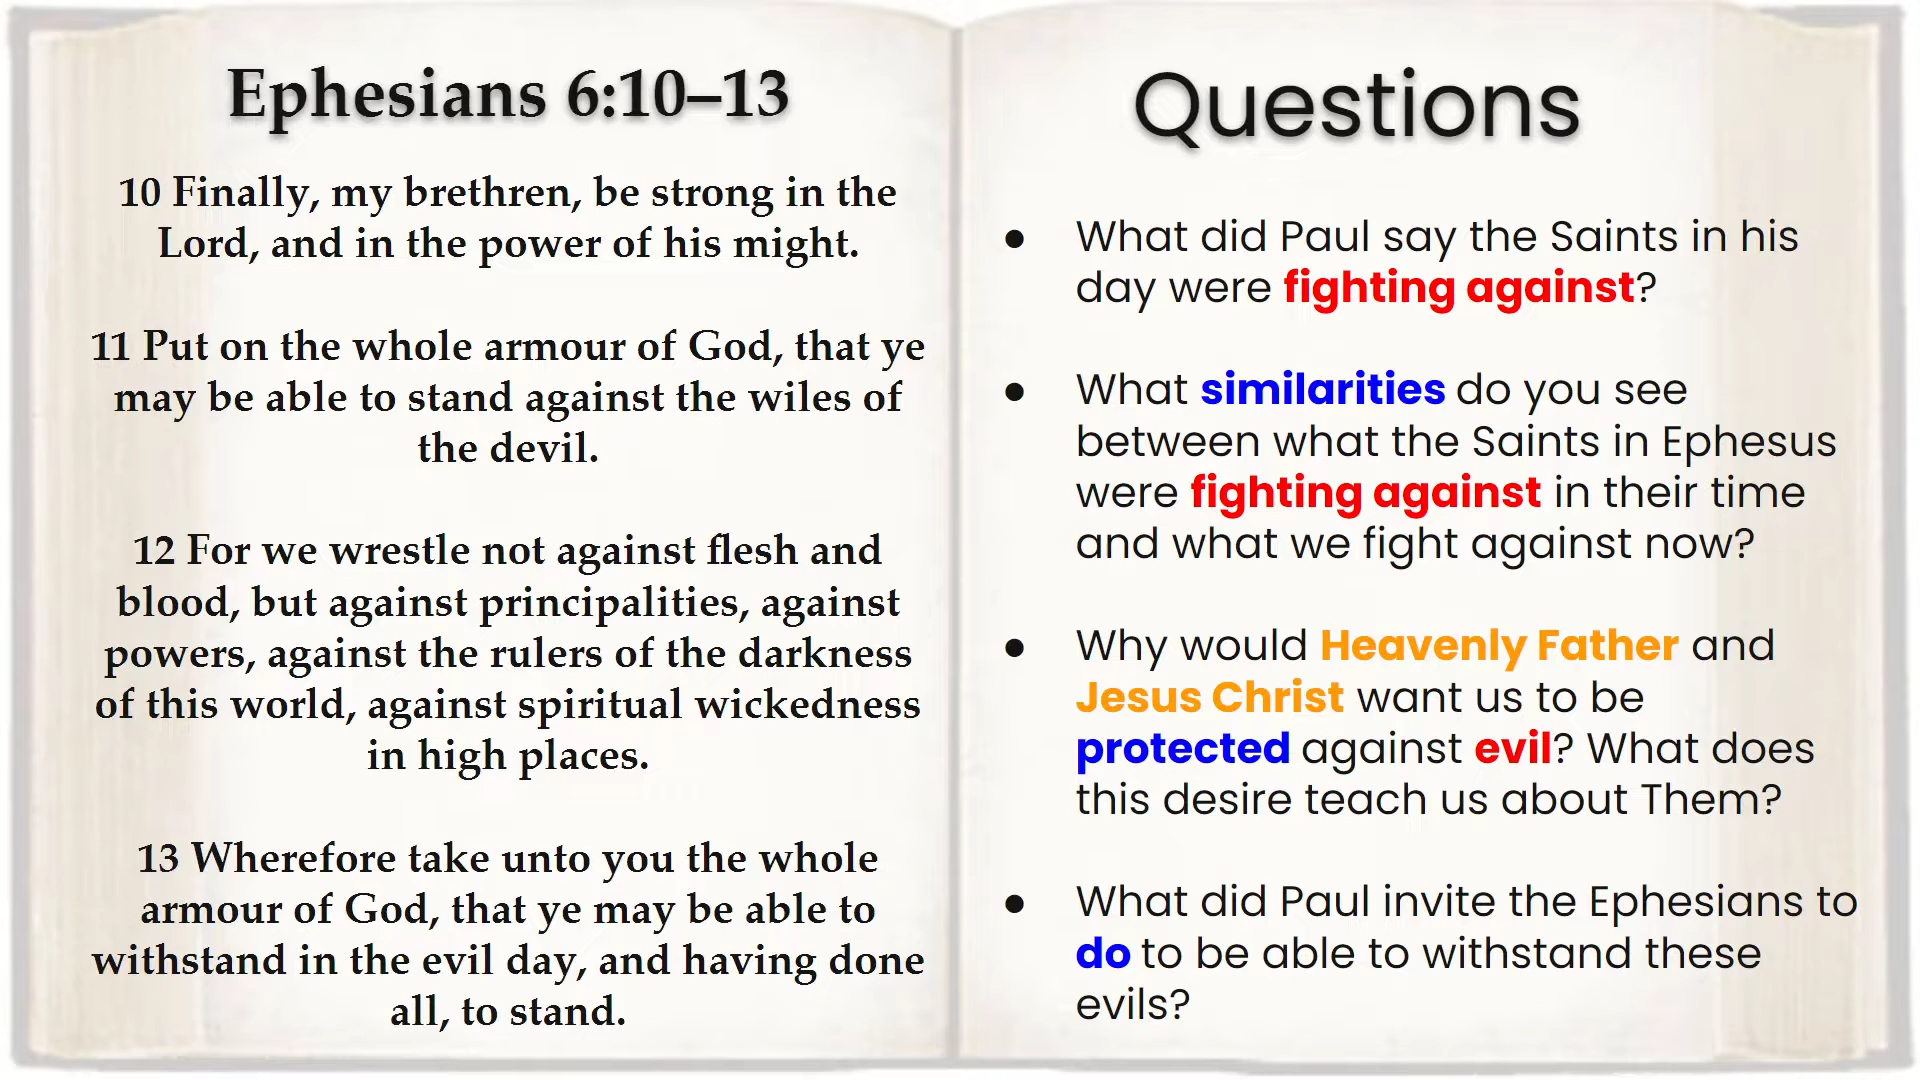 Ephesians 6:10–13
10 Finally, my brethren, be strong in the
Lord, and in the power of his might.
11 Put on the whole armour of God, that ye
may be able to stand against the wiles of
the devil.
12 For we wrestle not against flesh and
blood, but against principalities, against
powers, against the rulers of the darkness
of this world, against spiritual wickedness
in high places.
13 Wherefore take unto you the whole
armour of God, that ye may be able to
withstand in the evil day, and having done
all, to stand.
Questions
● What did Paul say the Saints in his
day were fighting against?
● What similarities do you see
between what the Saints in Ephesus
were fighting against in their time
and what we fight against now?
● Why would Heavenly Father and
Jesus Christ want us to be
protected against evil? What does
this desire teach us about Them?
● What did Paul invite the Ephesians to
do to be able to withstand these
evils?